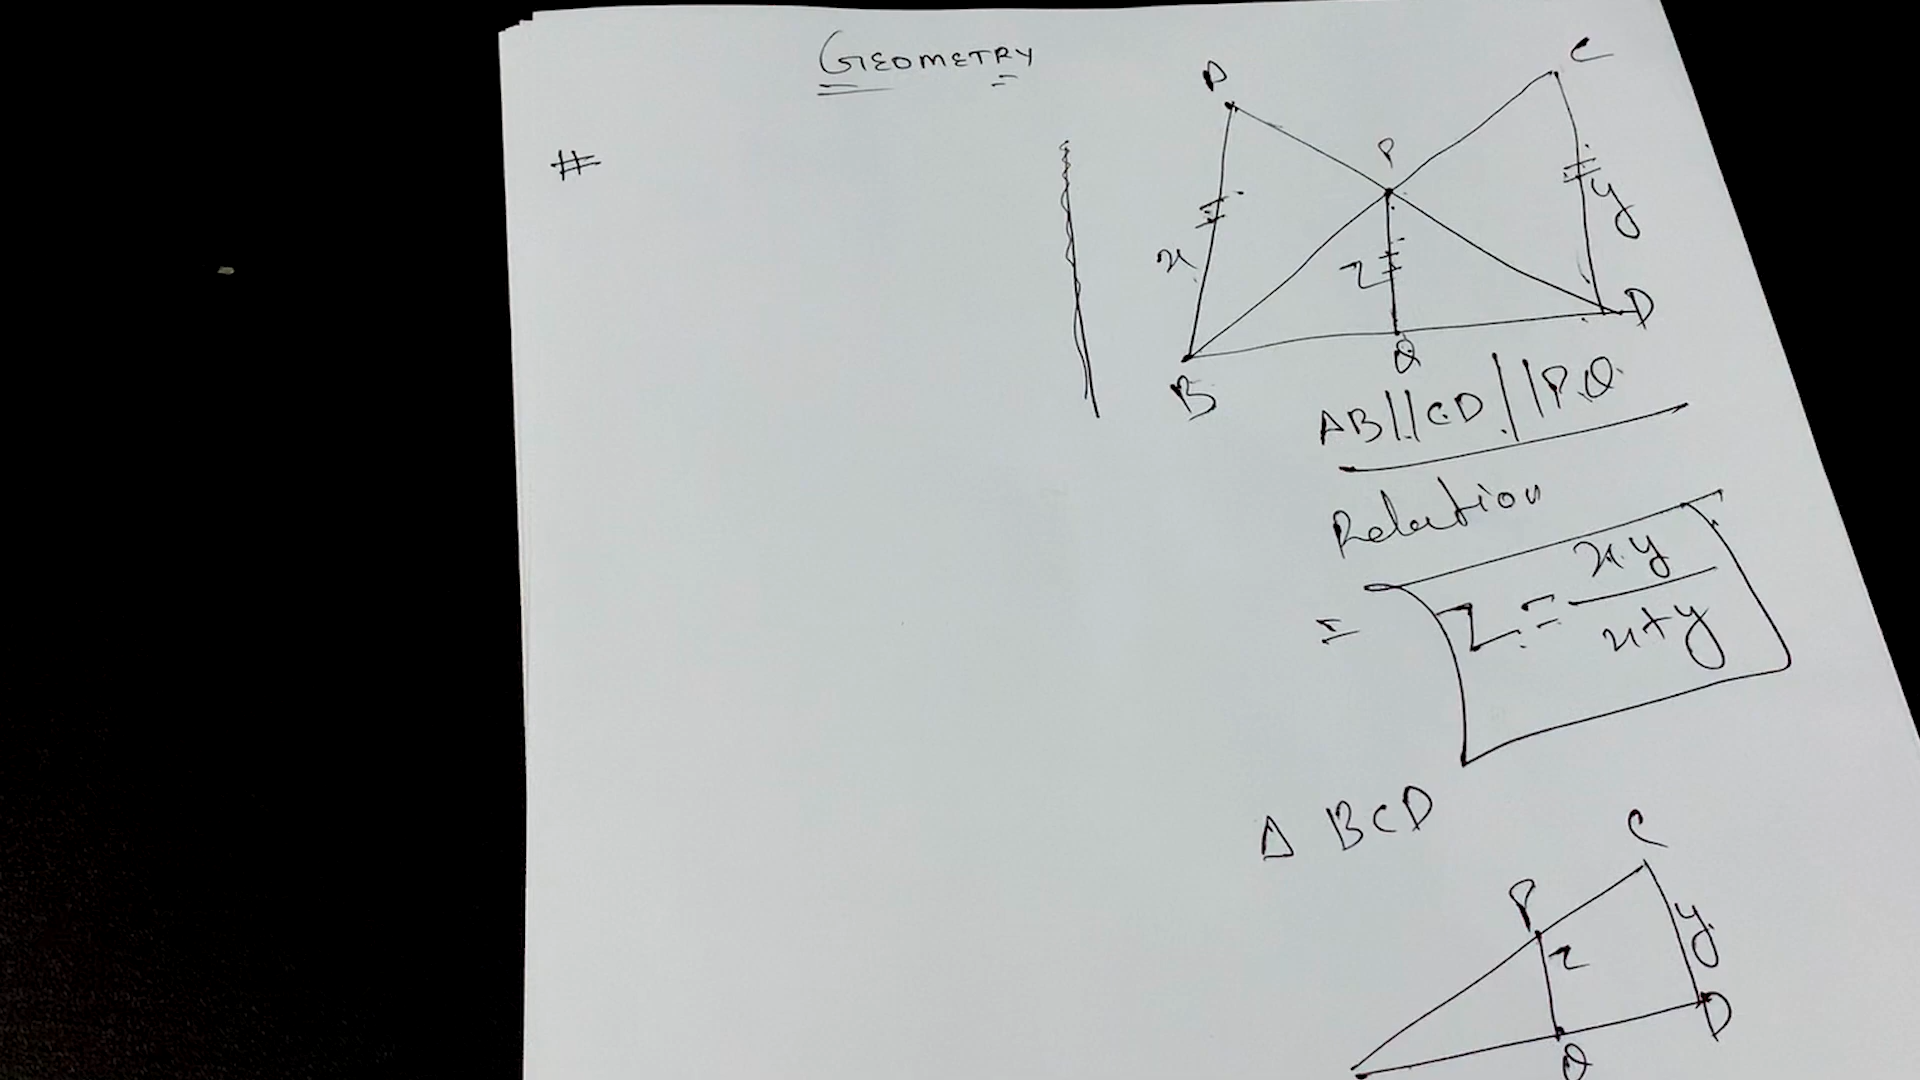 GEOMETRY
#
A
C
P
x
z
y
B
Q
D
AB||CD||PQ
Relation
= z = x.y / x+y
Δ BCD
C
P
z
y
Q
D